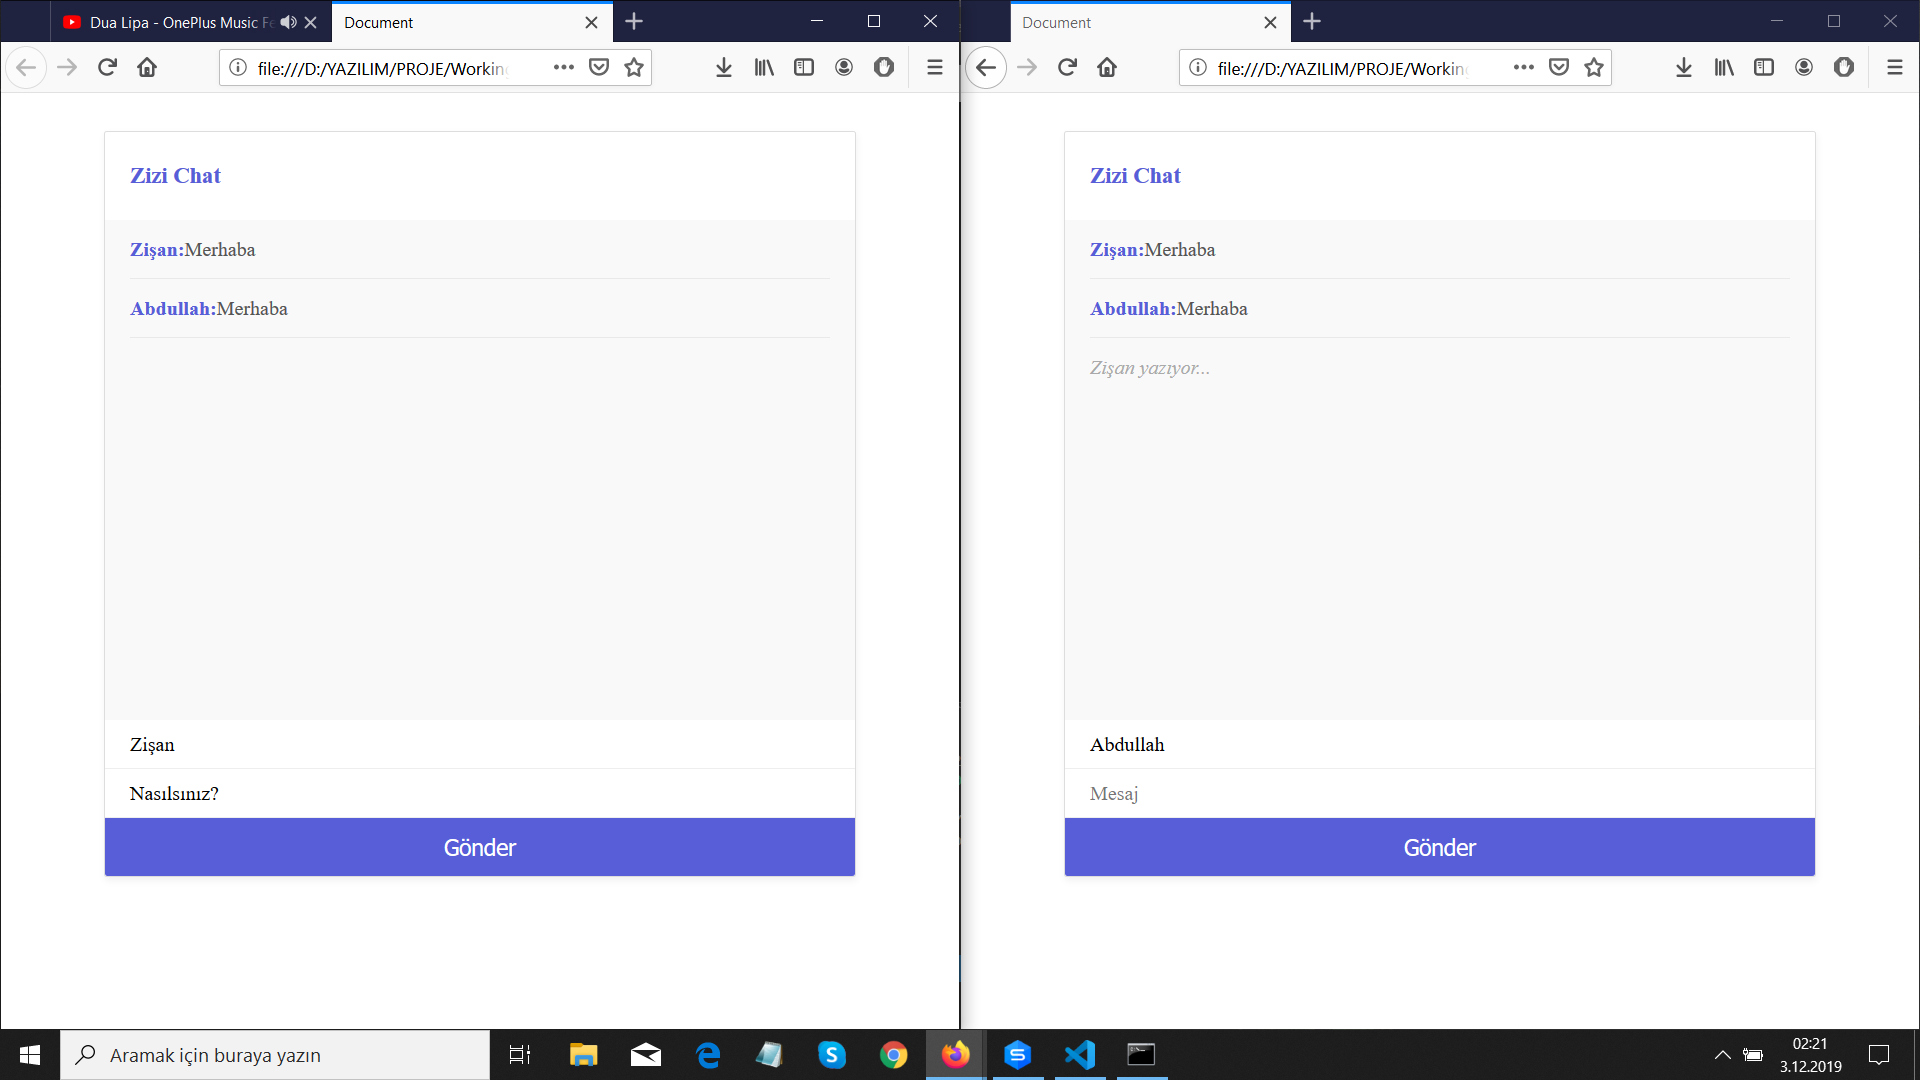 Dua Lipa - OnePlus Music Fe
Document
file:///D:/YAZILIM/PROJE/Working
Zizi Chat
Zişan:Merhaba
Abdullah:Merhaba
Zişan
Nasılsınız?
Gönder
Document
file:///D:/YAZILIM/PROJE/Workin
Zizi Chat
Zişan:Merhaba
Abdullah:Merhaba
Zişan yazıyor...
Abdullah
Mesaj
Gönder
Aramak için buraya yazın
02:21
3.12.2019